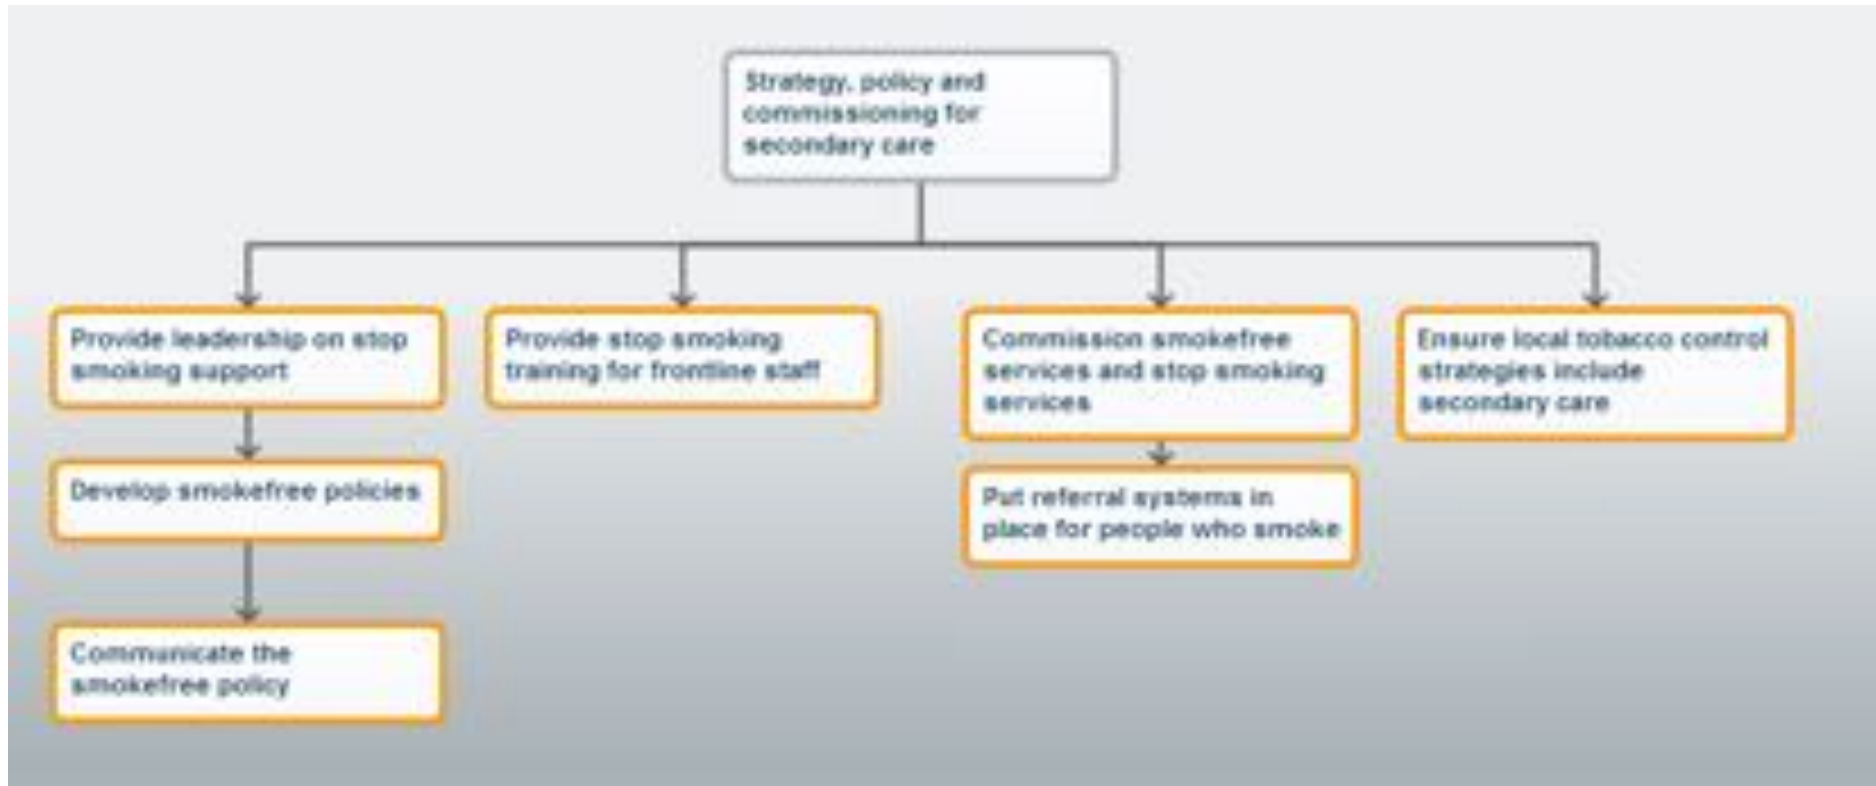 Strategy, policy and
commissioning for
secondary care
Provide leadership on stop
smoking support
Provide stop smoking
training for frontline staff
Commission smokefree
services and stop smoking
services
Ensure local tobacco control
strategies include
secondary care
Develop smokefree policies
Put referral systems in
place for people who smoke
Communicate the
smokefree policy